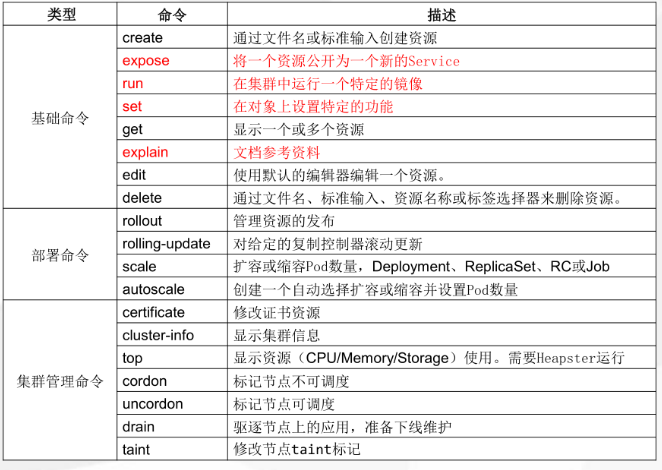 类型 命令 描述
基础命令
create 通过文件名或标准输入创建资源
expose 将一个资源公开为一个新的Service
run 在集群中运行一个特定的镜像
set 在对象上设置特定的功能
get 显示一个或多个资源
explain 文档参考资料
edit 使用默认的编辑器编辑一个资源。
delete 通过文件名、标准输入、资源名称或标签选择器来删除资源。
部署命令
rollout 管理资源的发布
rolling-update 对给定的复制控制器滚动更新
scale 扩容或缩容Pod数量，Deployment、ReplicaSet、RC或Job
autoscale 创建一个自动选择扩容或缩容并设置Pod数量
集群管理命令
certificate 修改证书资源
cluster-info 显示集群信息
top 显示资源（CPU/Memory/Storage）使用。需要Heapster运行
cordon 标记节点不可调度
uncordon 标记节点可调度
drain 驱逐节点上的应用，准备下线维护
taint 修改节点taint标记